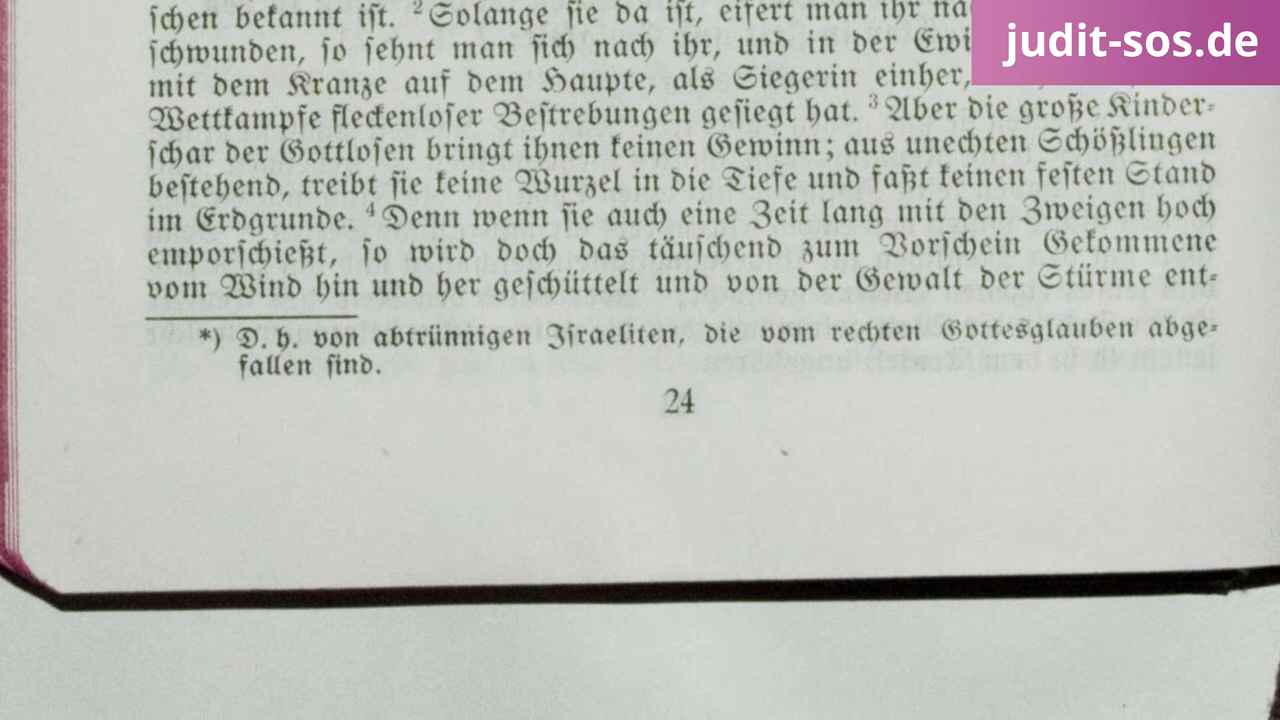 schen bekannt ist. ²Solange sie da ist, eifert man ihr
judit-sos.de
schwunden, so sehnt man sich nach ihr, und in der
mit dem Kranze auf dem Haupte, als Siegerin einher,
Wettkampfe fleckenloser Bestrebungen gesiegt hat. ³Aber die große Kinder-
schar der Gottlosen bringt ihnen keinen Gewinn; aus unechten Schößlingen
bestehend, treibt sie keine Wurzel in die Tiefe und faßt keinen festen Stand
im Erdgrunde. ⁴Denn wenn sie auch eine Zeit lang mit den Zweigen hoch
emporschießt, so wird doch das täuschend zum Vorschein Gekommene
vom Wind hin und her geschüttelt und von der Gewalt der Stürme ent-
*) D. h. von abtrünnigen Israeliten, die vom rechten Gottesglauben abge-
fallen sind.
24